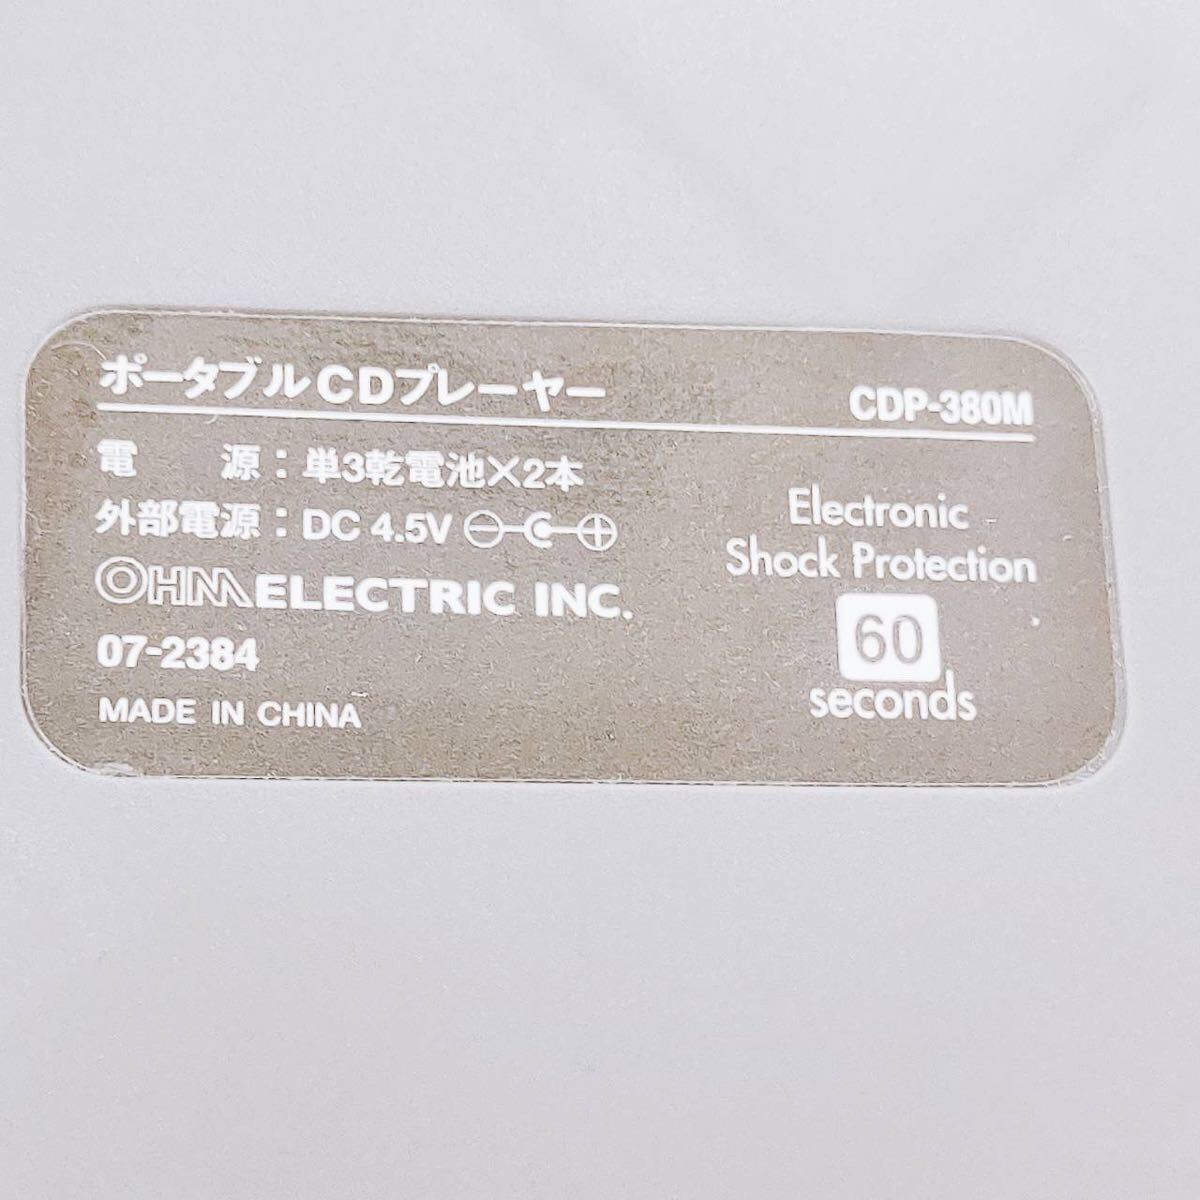 ポータブルCDプレーヤー CDP-380M
電 源：単3乾電池×2本
外部電源：DC 4.5V
OHM ELECTRIC INC.
07-2384
MADE IN CHINA
Electronic
Shock Protection
60
seconds